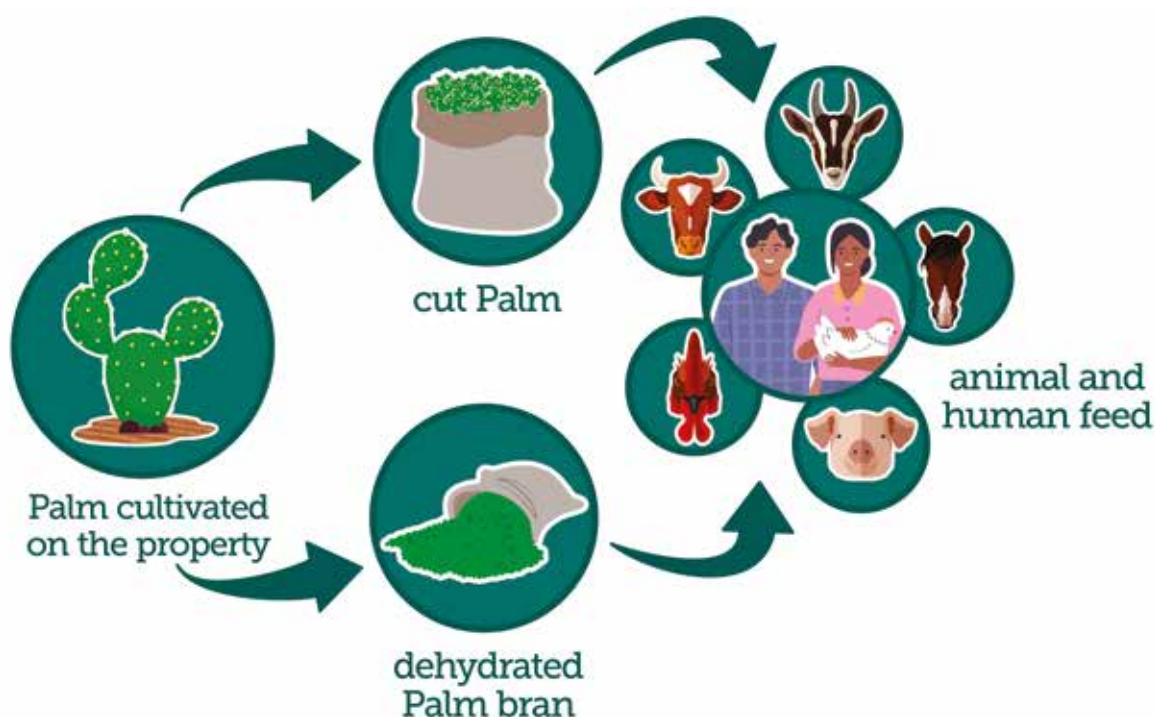 cut Palm
Palm cultivated
on the property
animal and
human feed
dehydrated
Palm bran